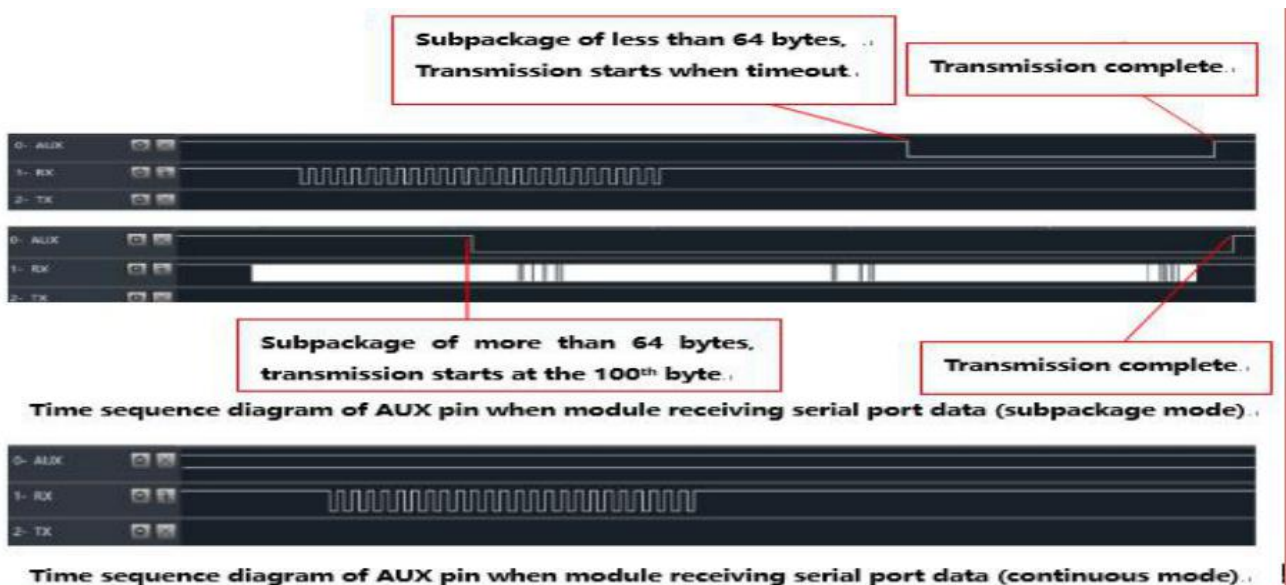 Subpackage of less than 64 bytes,
Transmission starts when timeout.
Transmission complete.
0- AUX
1- RX
2- TX
0- AUX
1- RX
2- TX
Subpackage of more than 64 bytes,
transmission starts at the 100th byte.
Transmission complete.
Time sequence diagram of AUX pin when module receiving serial port data (subpackage mode).
0- AUX
1- RX
2- TX
Time sequence diagram of AUX pin when module receiving serial port data (continuous mode).